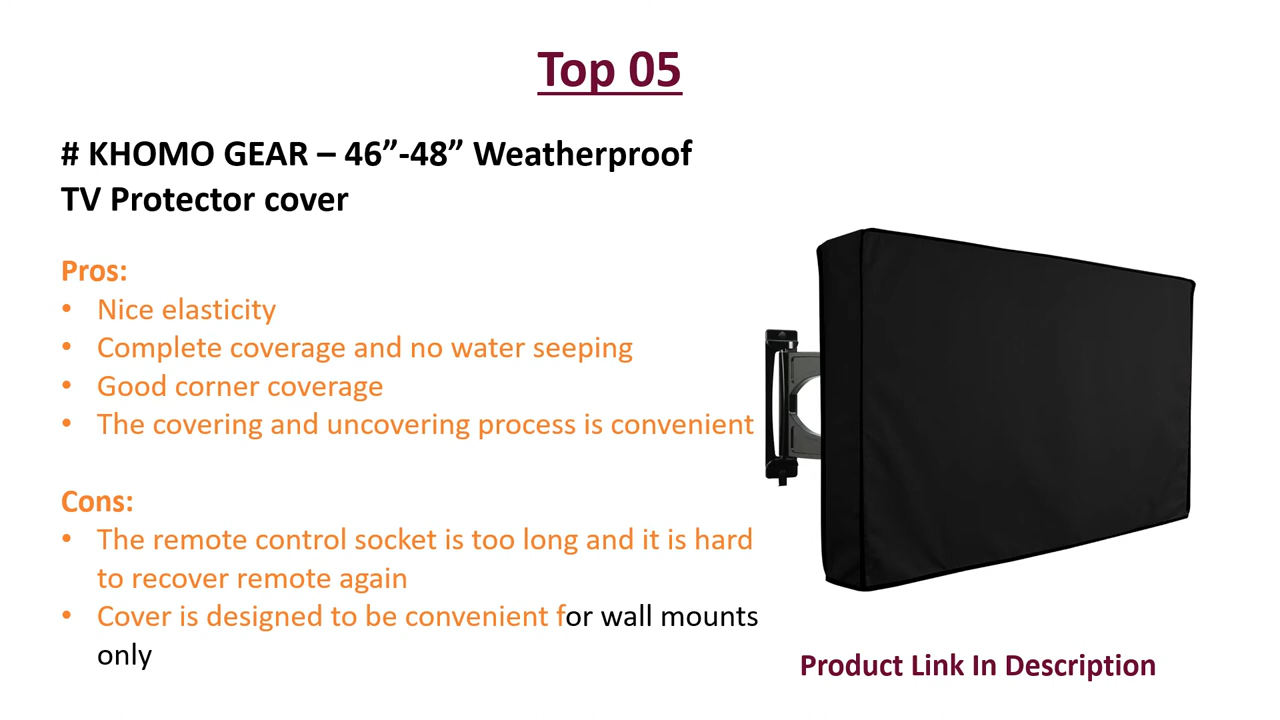 Top 05
# KHOMO GEAR – 46”-48” Weatherproof
TV Protector cover
Pros:
• Nice elasticity
• Complete coverage and no water seeping
• Good corner coverage
• The covering and uncovering process is convenient
Cons:
• The remote control socket is too long and it is hard
to recover remote again
• Cover is designed to be convenient for wall mounts
only
Product Link In Description